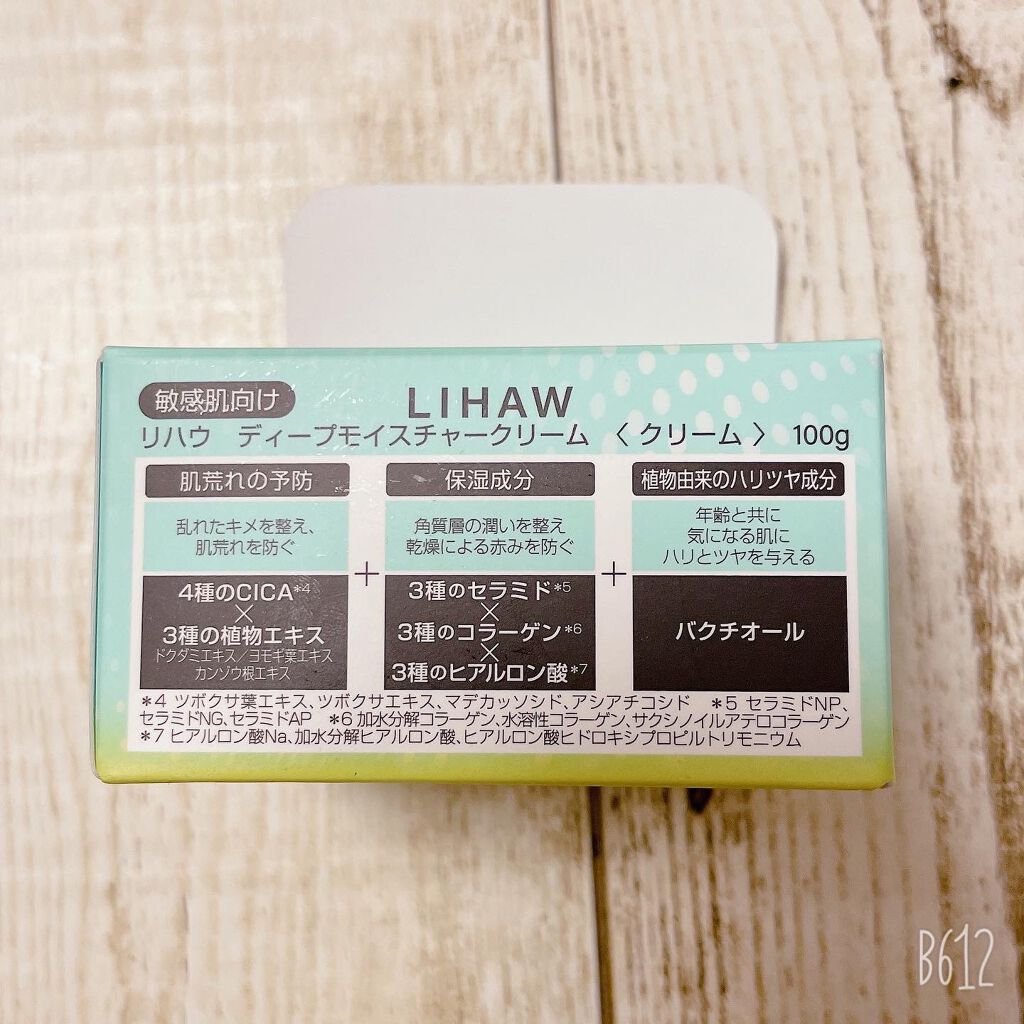 敏感肌向け
LIHAW
リハウ ディープモイスチャークリーム 〈クリーム〉 100g
肌荒れの予防
乱れたキメを整え、
肌荒れを防ぐ
4種のCICA*4
×
3種の植物エキス
ドクダミエキス/ヨモギ葉エキス
カンゾウ根エキス
+
保湿成分
角質層の潤いを整え
乾燥による赤みを防ぐ
3種のセラミド*5
×
3種のコラーゲン*6
×
3種のヒアルロン酸*7
+
植物由来のハリツヤ成分
年齢と共に
気になる肌に
ハリとツヤを与える
バクチオール
*4 ツボクサ葉エキス、ツボクサエキス、マデカッソシド、アシアチコシド *5 セラミドNP、
セラミドNG、セラミドAP *6 加水分解コラーゲン、水溶性コラーゲン、サクシノイルアテロコラーゲン
*7 ヒアルロン酸Na、加水分解ヒアルロン酸、ヒアルロン酸ヒドロキシプロピルトリモニウム
B612